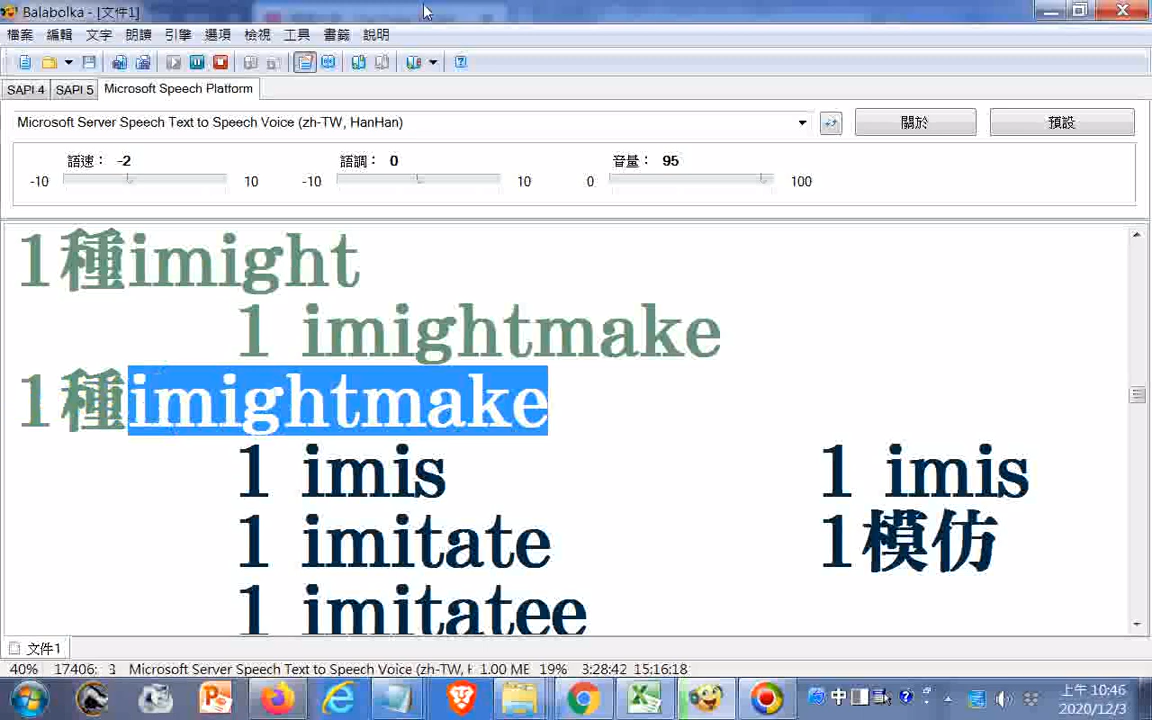 Balabolka - [文件1]
檔案 編輯 文字 朗讀 引擎 選項 檢視 工具 書籤 說明
SAPI 4 SAPI 5 Microsoft Speech Platform
Microsoft Server Speech Text to Speech Voice (zh-TW, HanHan) 關於 預設
語速： -2 語調： 0 音量： 95
-10 10 -10 10 0 100
1種imight
1 imightmake
1種imightmake
1 imis 1 imis
1 imitate 1模仿
1 imitatee
文件1
40% 17406: Microsoft Server Speech Text to Speech Voice (zh-TW, 1.00 ME 19% 3:28:42 15:16:18
中 上午 10:46
2020/12/3